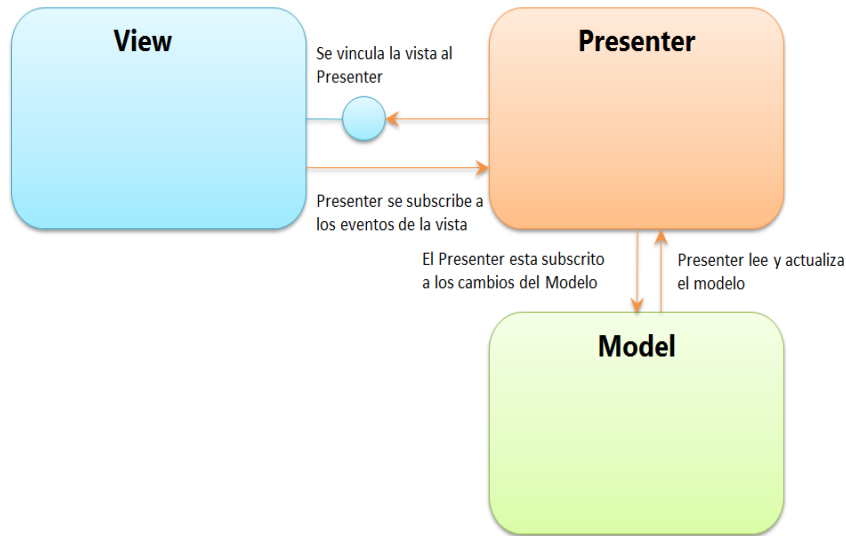 View
Se vincula la vista al
Presenter
Presenter
Presenter se subscribe a
los eventos de la vista
El Presenter esta subscrito
a los cambios del Modelo
Presenter lee y actualiza
el modelo
Model